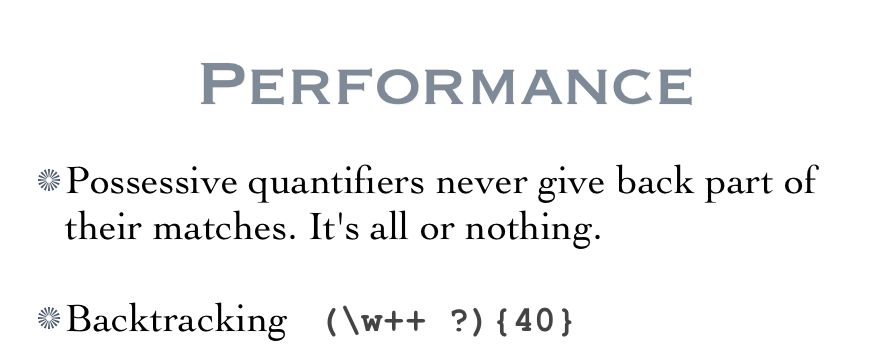 PERFORMANCE
Possessive quantifiers never give back part of
their matches. It's all or nothing.
Backtracking (\w++ ?){40}